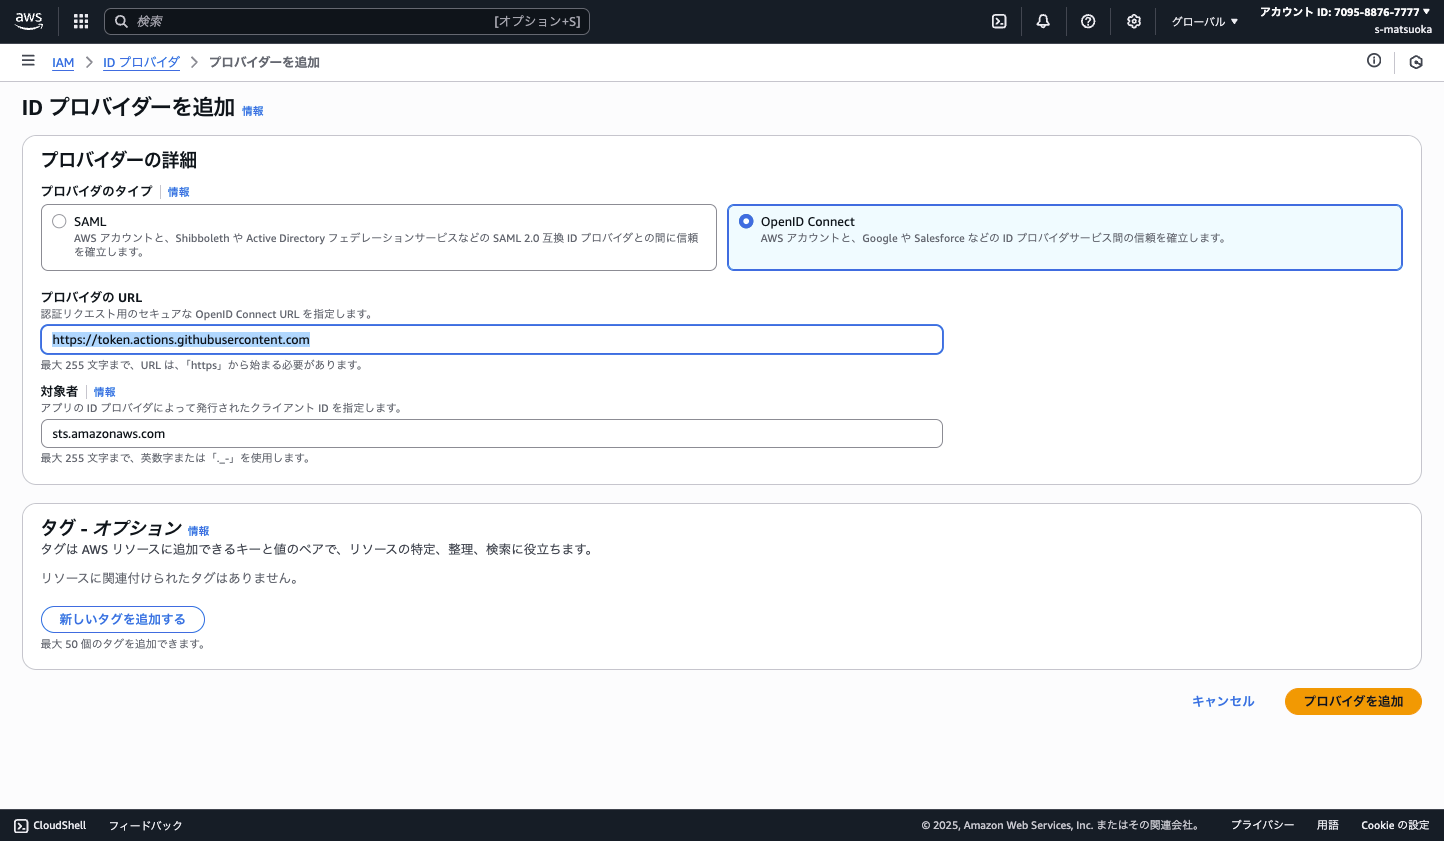 aws
検索
[オプション+S]
グローバル
アカウント ID: 7095-8876-7777
s-matsuoka
IAM
ID プロバイダ
プロバイダーを追加
ID プロバイダーを追加 情報
プロバイダーの詳細
プロバイダのタイプ 情報
SAML
AWS アカウントと、Shibboleth や Active Directory フェデレーションサービスなどの SAML 2.0 互換 ID プロバイダとの間に信頼
を確立します。
OpenID Connect
AWS アカウントと、Google や Salesforce などの ID プロバイダサービス間の信頼を確立します。
プロバイダの URL
認証リクエスト用のセキュアな OpenID Connect URL を指定します。
https://token.actions.githubusercontent.com
最大 255 文字まで、URL は、「https」から始まる必要があります。
対象者 情報
アプリの ID プロバイダによって発行されたクライアント ID を指定します。
sts.amazonaws.com
最大 255 文字まで、英数字または「._-」を使用します。
タグ - オプション 情報
タグは AWS リソースに追加できるキーと値のペアで、リソースの特定、整理、検索に役立ちます。
リソースに関連付けられたタグはありません。
新しいタグを追加する
最大 50 個のタグを追加できます。
キャンセル
プロバイダを追加
CloudShell
フィードバック
© 2025, Amazon Web Services, Inc. またはその関連会社。
プライバシー
用語
Cookie の設定